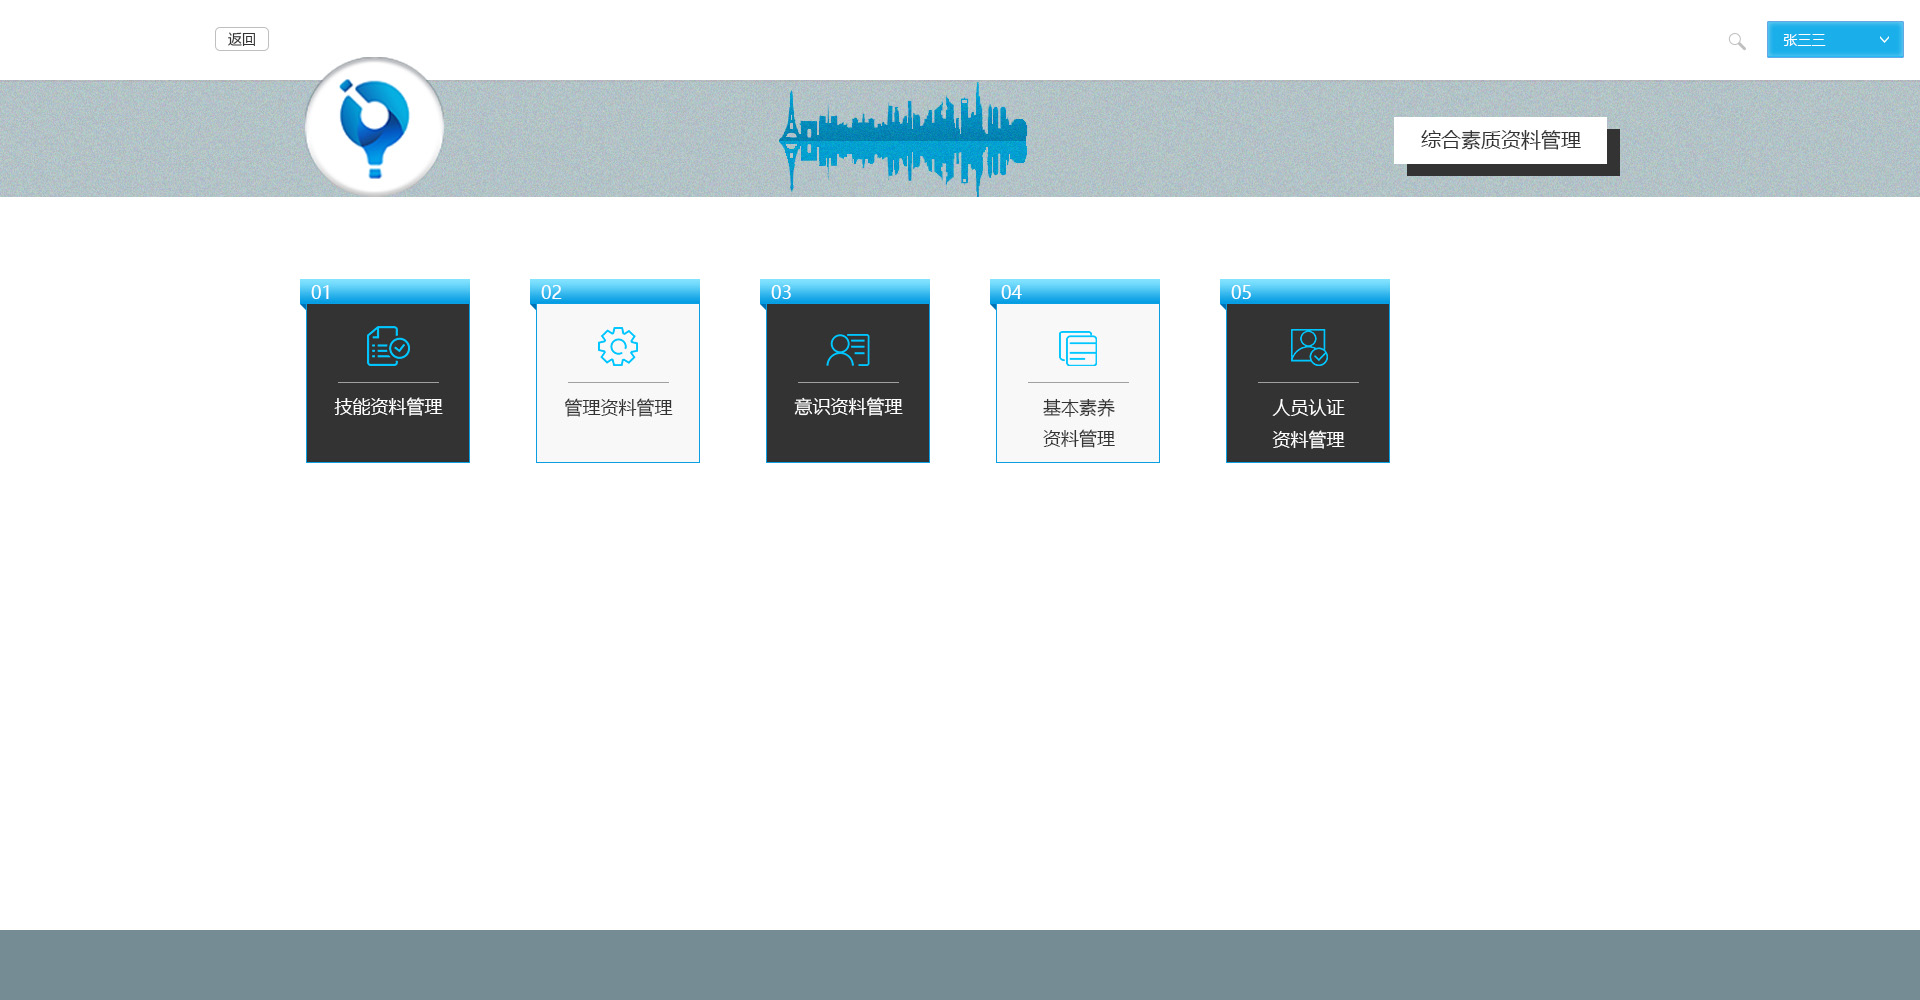 返回
张三三
综合素质资料管理
01
技能资料管理
02
管理资料管理
03
意识资料管理
04
基本素养
资料管理
05
人员认证
资料管理